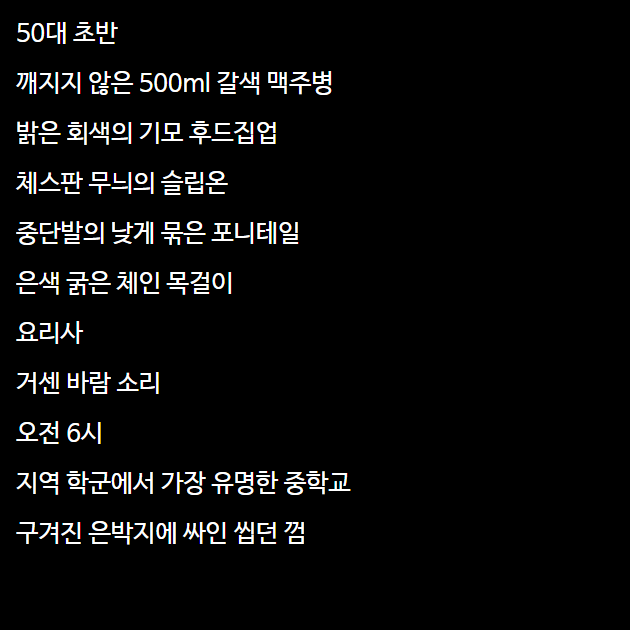 50대 초반
깨지지 않은 500ml 갈색 맥주병
밝은 회색의 기모 후드집업
체스판 무늬의 슬립온
중단발의 낮게 묶은 포니테일
은색 굵은 체인 목걸이
요리사
거센 바람 소리
오전 6시
지역 학군에서 가장 유명한 중학교
구겨진 은박지에 싸인 씹던 껌